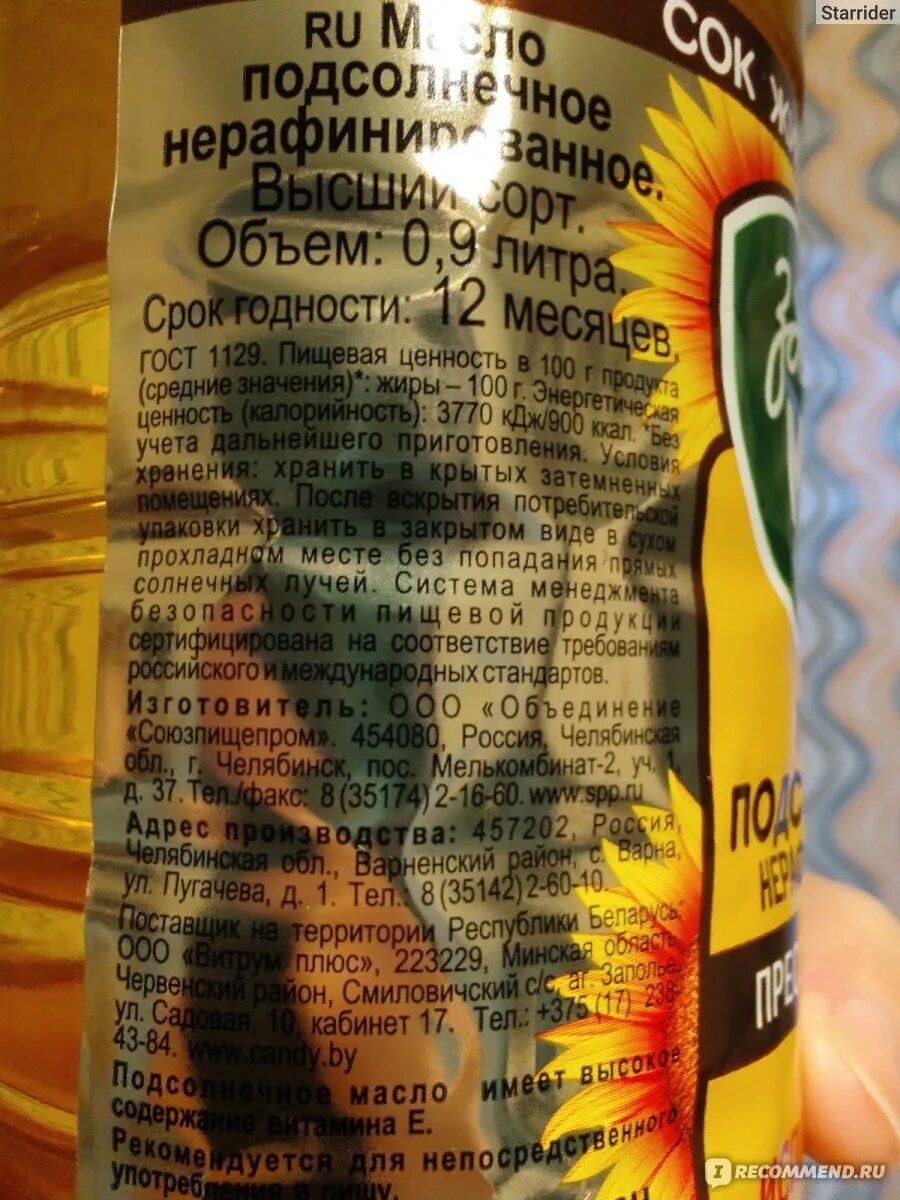 Starrider
СОК
RU Масло
подсолнечное
нерафинированное.
Высший сорт.
Объем: 0,9 литра.
Срок годности: 12 месяцев.
ГОСТ 1129. Пищевая ценность в 100 г продукта
(средние значения)*: жиры – 100 г. Энергетическая
ценность (калорийность): 3770 кДж/900 ккал. *Без
учета дальнейшего приготовления. Условия
хранения: хранить в крытых затемненных
помещениях. После вскрытия потребительской
упаковки хранить в закрытом виде в сухом
прохладном месте без попадания прямых
солнечных лучей. Система менеджмента
безопасности пищевой продукции
сертифицирована на соответствие требованиям
российского и международных стандартов.
Изготовитель: ООО «Объединение
«Союзпищепром». 454080, Россия, Челябинская
обл., г. Челябинск, пос. Мелькомбинат-2, уч. 1,
д. 37. Тел./факс: 8 (35174) 2-16-60. www.spp.ru
Адрес производства: 457202, Россия,
Челябинская обл., Варненский район, с. Варна,
ул. Пугачева, д. 1. Тел.: 8 (35142) 2-60-10.
Поставщик на территории Республики Беларусь:
ООО «Витрум плюс», 223229, Минская область
Червенский район, Смиловичский с/с, аг. Заполье,
ул. Садовая, 10, кабинет 17. Тел.: +375 (17) 238-
43-84. www.candy.by
Подсолнечное масло имеет высокое
содержание витамина Е.
Рекомендуется для непосредственного
употребления в пищу.
ПОДС
НЕРА
ПРЕ
I RECOMMEND.RU